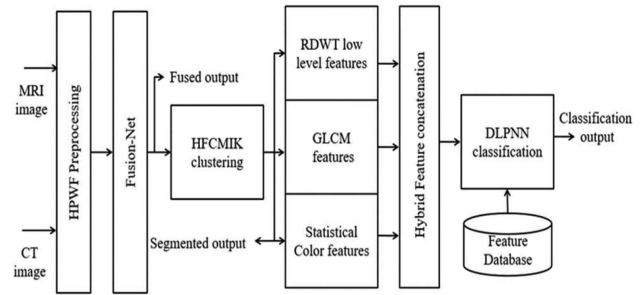 MRI
image
CT
image
HPWF Preprocessing
Fusion-Net
Fused output
HFCMIK
clustering
Segmented output
RDWT low
level features
GLCM
features
Statistical
Color features
Hybrid Feature concatenation
DLPNN
classification
Classification
output
Feature
Database